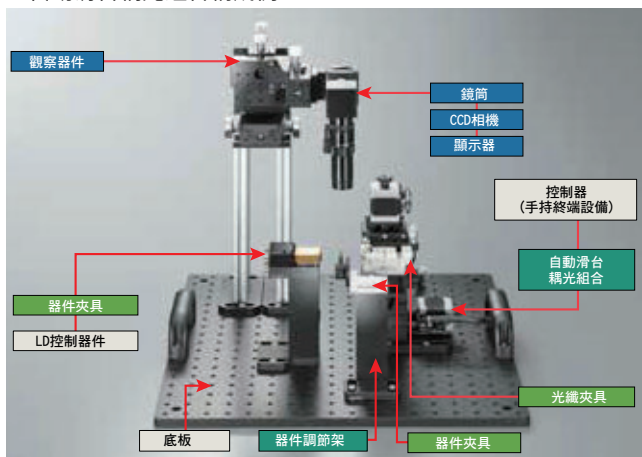 觀察器件
鏡筒
CCD相機
顯示器
控制器
(手持終端設備)
自動滑台
耦光組合
器件夾具
LD控制器件
光纖夾具
底板
器件調節架
器件夾具